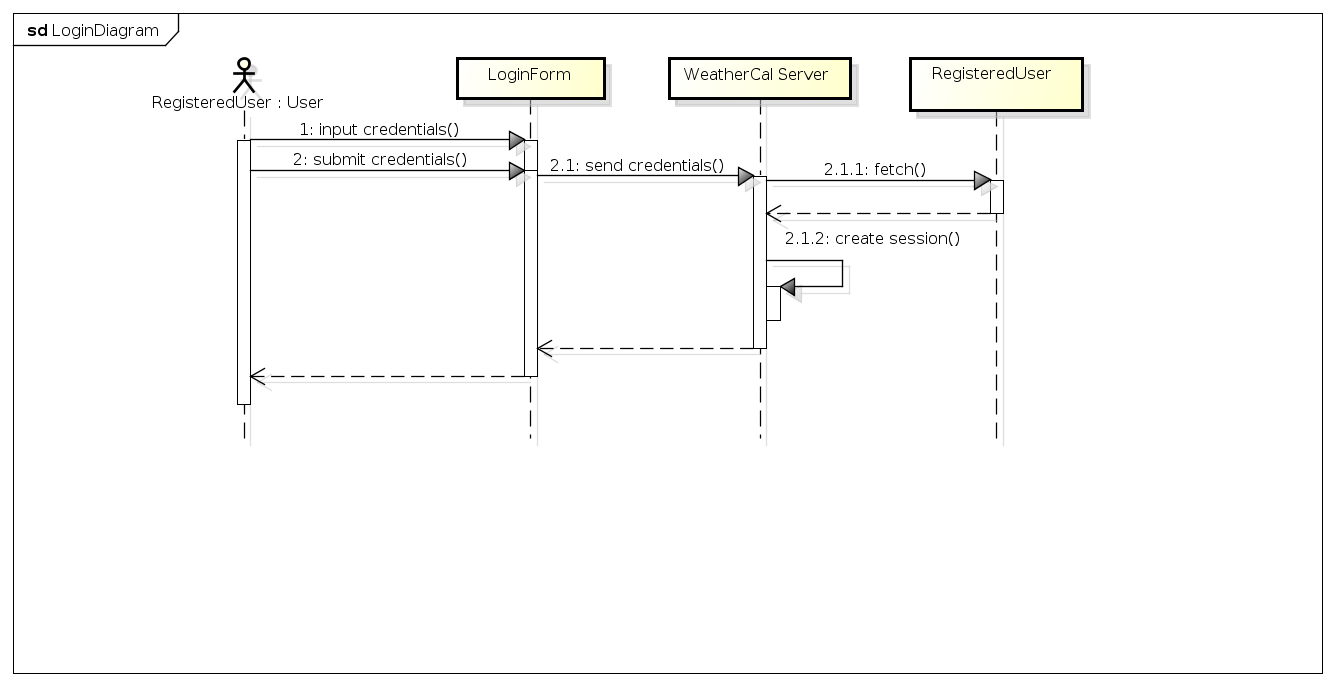 sd LoginDiagram
RegisteredUser : User
LoginForm
WeatherCal Server
RegisteredUser
1: input credentials()
2: submit credentials()
2.1: send credentials()
2.1.1: fetch()
2.1.2: create session()